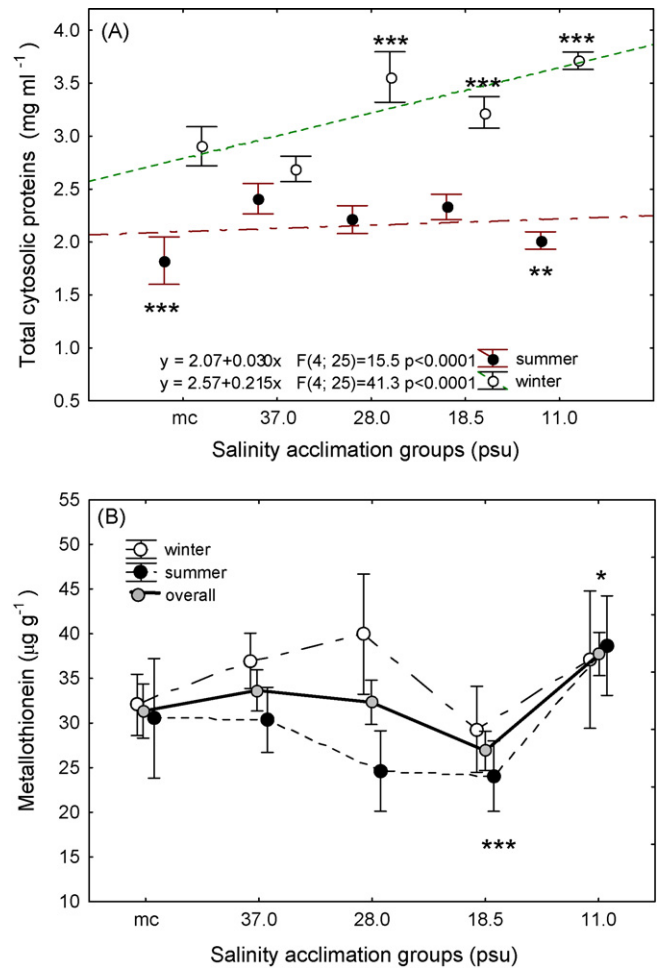 (A)
Total cytosolic proteins (mg ml -1)
4.0
3.5
3.0
2.5
2.0
1.5
1.0
0.5
***
***
***
***
**
y = 2.07+0.030x F(4; 25)=15.5 p<0.0001 summer
y = 2.57+0.215x F(4; 25)=41.3 p<0.0001 winter
mc 37.0 28.0 18.5 11.0
Salinity acclimation groups (psu)
(B)
Metallothionein (µg g-1)
55
50
45
40
35
30
25
20
15
10
winter
summer
overall
*
***
mc 37.0 28.0 18.5 11.0
Salinity acclimation groups (psu)